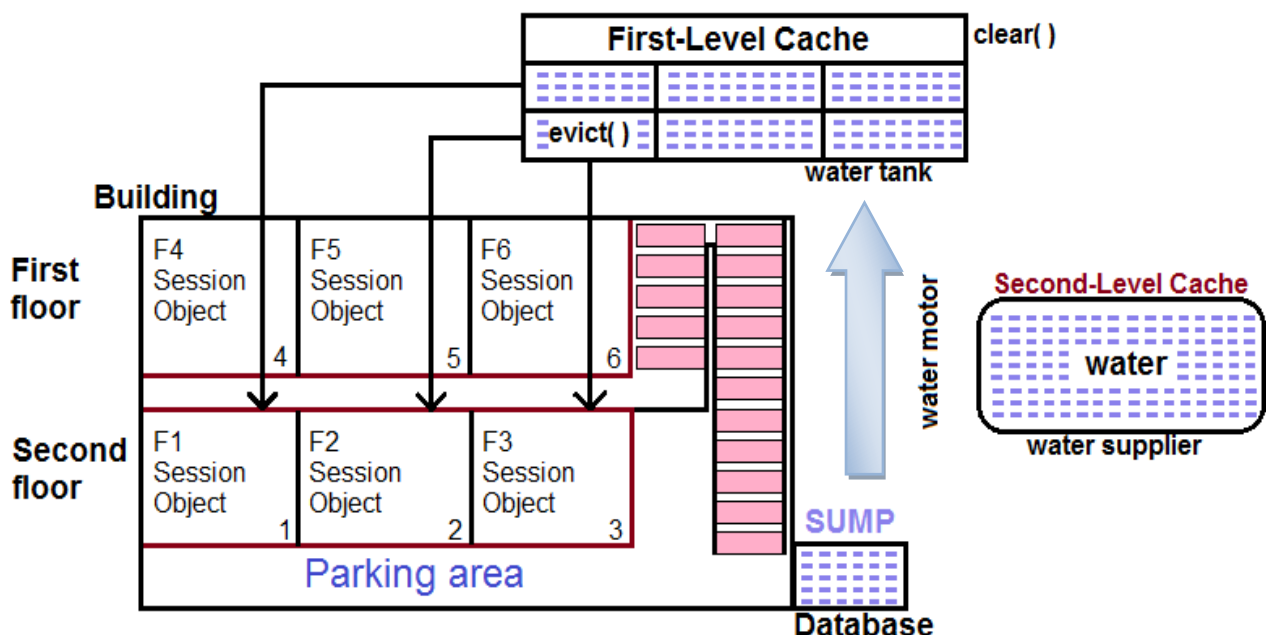 First-Level Cache
clear( )
evict( )
water tank
Building
First
floor
F4
Session
Object
4
F5
Session
Object
5
F6
Session
Object
6
water motor
Second-Level Cache
water
water supplier
Second
floor
F1
Session
Object
1
F2
Session
Object
2
F3
Session
Object
3
Parking area
SUMP
Database